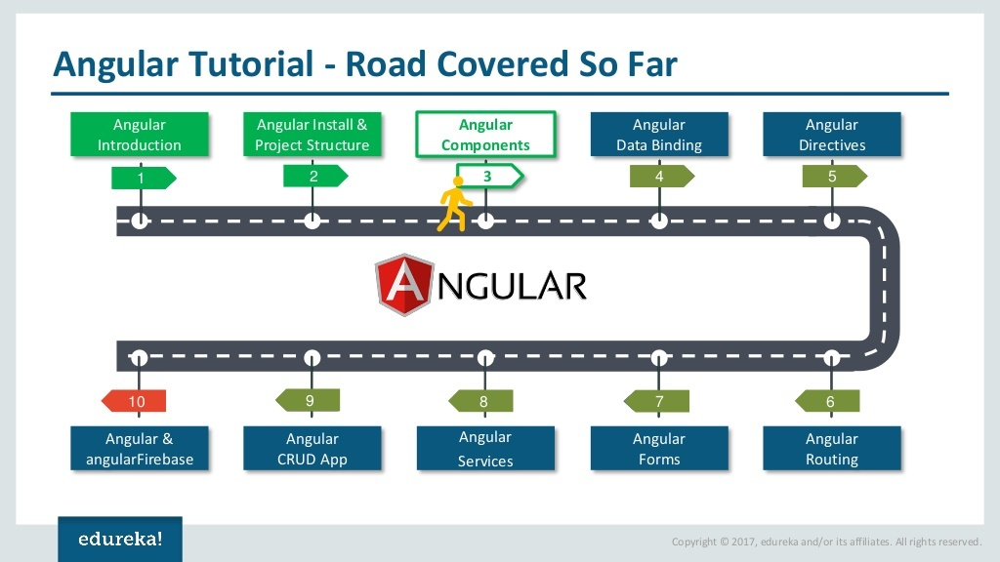 Angular Tutorial - Road Covered So Far
Angular
Introduction
Angular Install &
Project Structure
Angular
Components
Angular
Data Binding
Angular
Directives
1
2
3
4
5
ANGULAR
10
9
8
7
6
Angular &
angularFirebase
Angular
CRUD App
Angular
Services
Angular
Forms
Angular
Routing
edureka!
Copyright © 2017, edureka and/or its affiliates. All rights reserved.